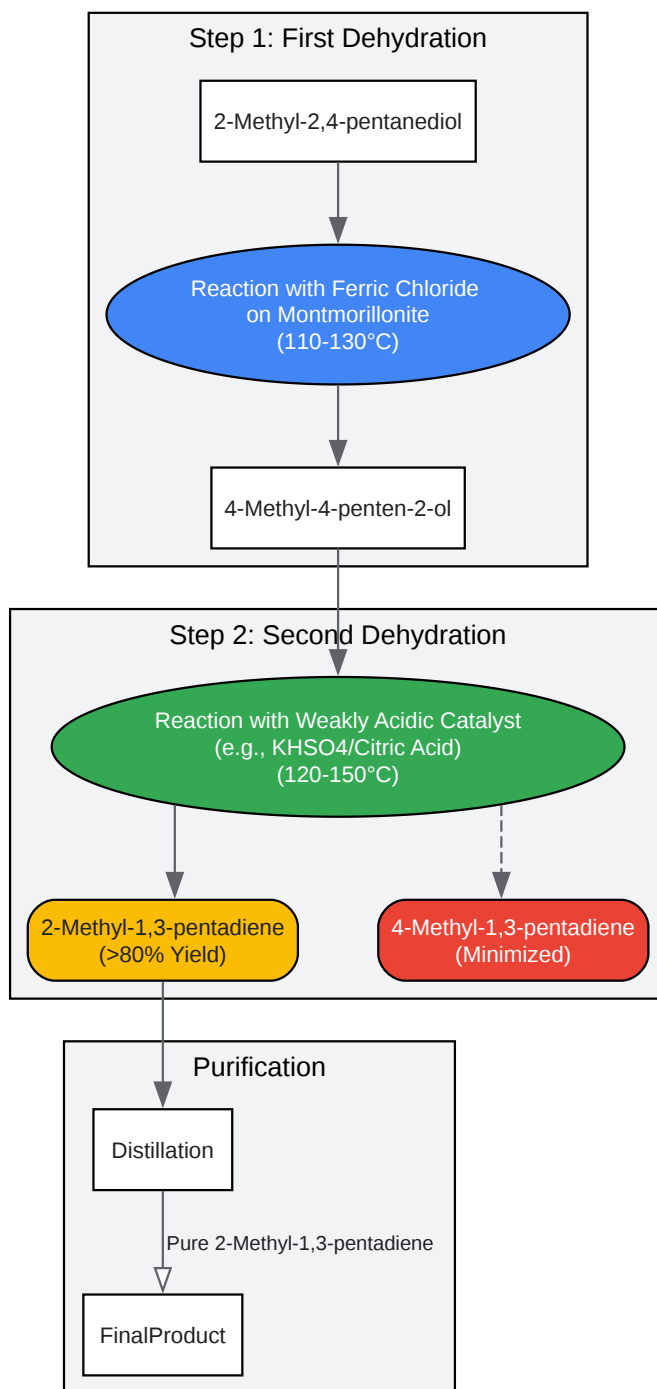 Step 1: First Dehydration
2-Methyl-2,4-pentanediol
Reaction with Ferric Chloride
on Montmorillonite
(110-130°C)
4-Methyl-4-penten-2-ol
Step 2: Second Dehydration
Reaction with Weakly Acidic Catalyst
(e.g., KHSO4/Citric Acid)
(120-150°C)
2-Methyl-1,3-pentadiene
(>80% Yield)
4-Methyl-1,3-pentadiene
(Minimized)
Purification
Distillation
Pure 2-Methyl-1,3-pentadiene
FinalProduct